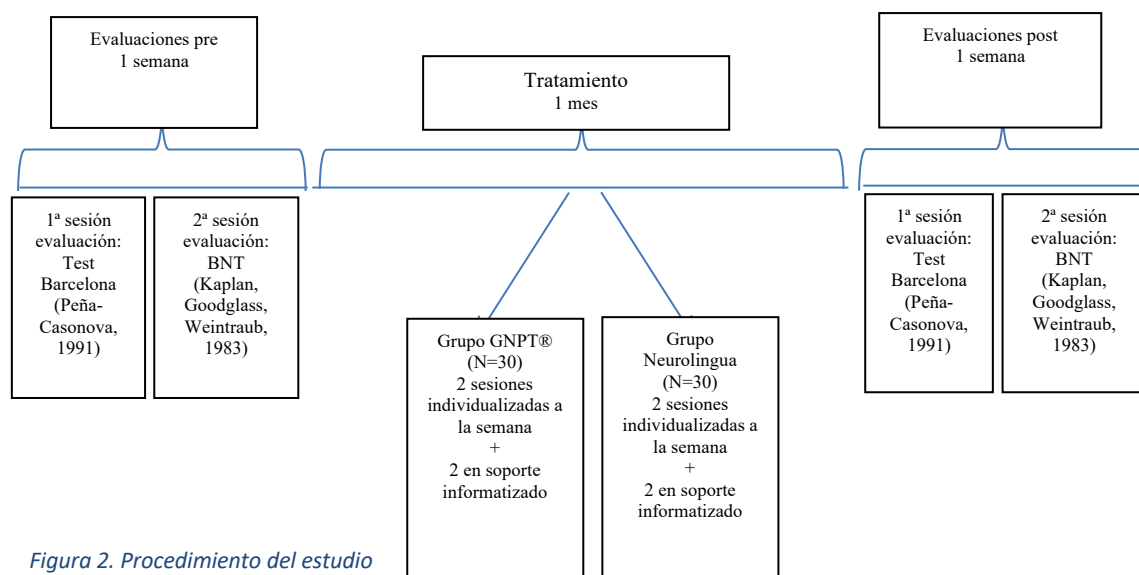 Evaluaciones pre
1 semana
Tratamiento
1 mes
Evaluaciones post
1 semana
1ª sesión
evaluación:
Test
Barcelona
(Peña-
Casonova,
1991)
2ª sesión
evaluación:
BNT
(Kaplan,
Goodglass,
Weintraub,
1983)
Grupo GNPT®
(N=30)
2 sesiones
individualizadas a
la semana
+
2 en soporte
informatizado
Grupo
Neurolingua
(N=30)
2 sesiones
individualizadas a
la semana
+
2 en soporte
informatizado
1ª sesión
evaluación:
Test
Barcelona
(Peña-
Casonova,
1991)
2ª sesión
evaluación:
BNT
(Kaplan,
Goodglass,
Weintraub,
1983)
Figura 2. Procedimiento del estudio